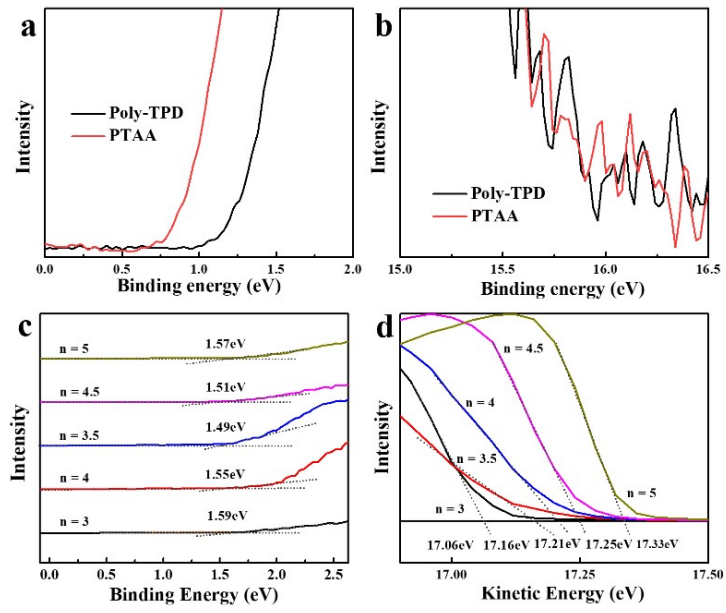 a
Poly-TPD
PTAA
Intensity
0.0 0.5 1.0 1.5 2.0
Binding energy (eV)
b
Poly-TPD
PTAA
Intensity
15.0 15.5 16.0 16.5
Binding energy (eV)
c
n = 5 1.57eV
n = 4.5 1.51eV
n = 3.5 1.49eV
n = 4 1.55eV
n = 3 1.59eV
Intensity
0.0 0.5 1.0 1.5 2.0 2.5
Binding Energy (eV)
d
n = 4.5
n = 4
n = 3.5
n = 5
n = 3
17.06eV 17.16eV 17.21eV 17.25eV 17.33eV
Intensity
17.00 17.25 17.50
Kinetic Energy (eV)